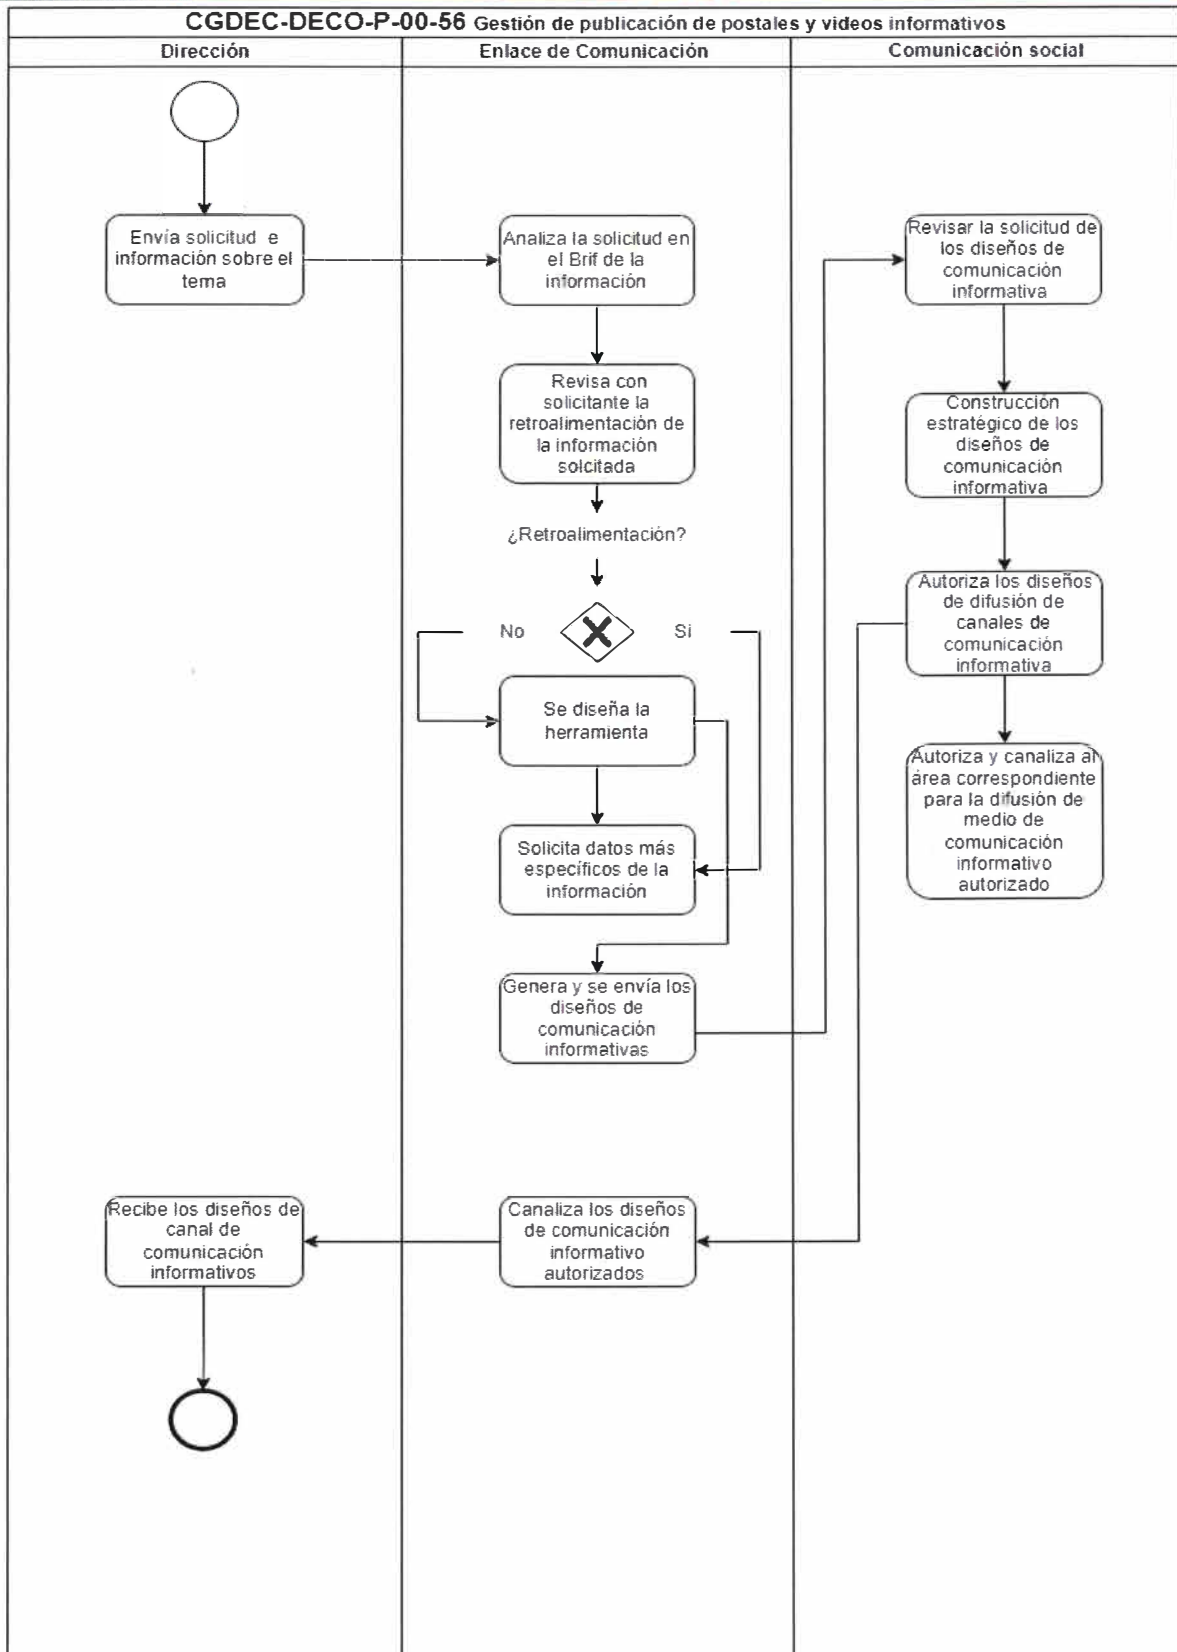 CGDEC-DECO-P-00-56 Gestión de publicación de postales y videos informativos
Dirección
Enlace de Comunicación
Comunicación social
Envía solicitud e
información sobre el
tema
Analiza la solicitud en
el Brif de la
información
Revisar la solicitud de
los diseños de
comunicación
informativa
Revisa con
solicitante la
retroalimentación de
la información
solcitada
Construcción
estratégico de los
diseños de
comunicación
informativa
¿Retroalimentación?
No
Si
Autoriza los diseños
de difusión de
canales de
comunicación
informativa
Se diseña la
herramienta
Autoriza y canaliza al
área correspondiente
para la difusión de
medio de
comunicación
informativo
autorizado
Solicita datos más
específicos de la
información
Genera y se envía los
diseños de
comunicación
informativas
Recibe los diseños de
canal de
comunicación
informativos
Canaliza los diseños
de comunicación
informativo
autorizados